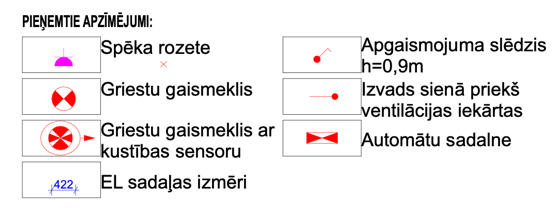 PIEŅEMTIE APZĪMĒJUMI:
Spēka rozete
Griestu gaismeklis
Griestu gaismeklis ar
kustības sensoru
422
EL sadaļas izmēri
Apgaismojuma slēdzis
h=0,9m
Izvads sienā priekš
ventilācijas iekārtas
Automātu sadalne